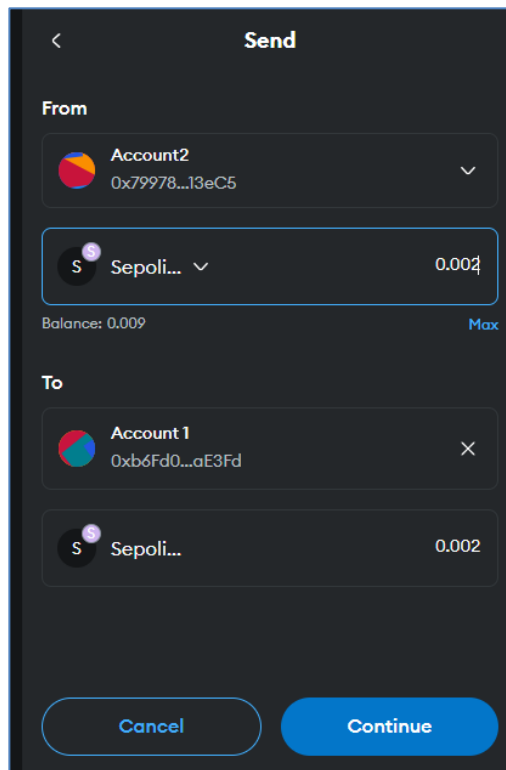 Send
From
Account2
0x79978...13eC5
S S Sepoli... 0.002
Balance: 0.009 Max
To
Account 1
0xb6Fd0...aE3Fd
S S Sepoli... 0.002
Cancel Continue